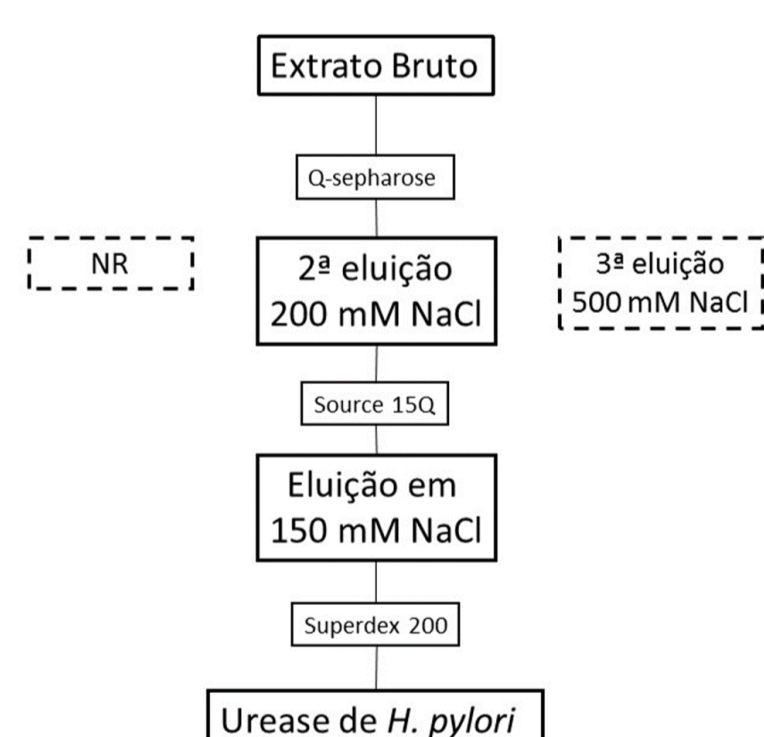 Extrato Bruto
Q-sepharose
NR
2ª eluição
200 mM NaCl
3ª eluição
500 mM NaCl
Source 15Q
Eluição em
150 mM NaCl
Superdex 200
Urease de H. pylori